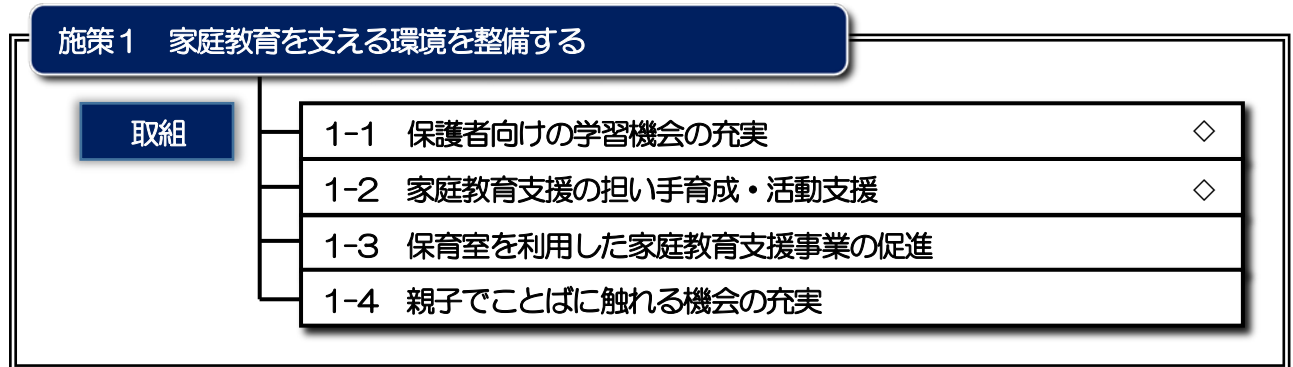 施策1 家庭教育を支える環境を整備する
取組
1-1 保護者向けの学習機会の充実 ◇
1-2 家庭教育支援の担い手育成・活動支援 ◇
1-3 保育室を利用した家庭教育支援事業の促進
1-4 親子でことばに触れる機会の充実